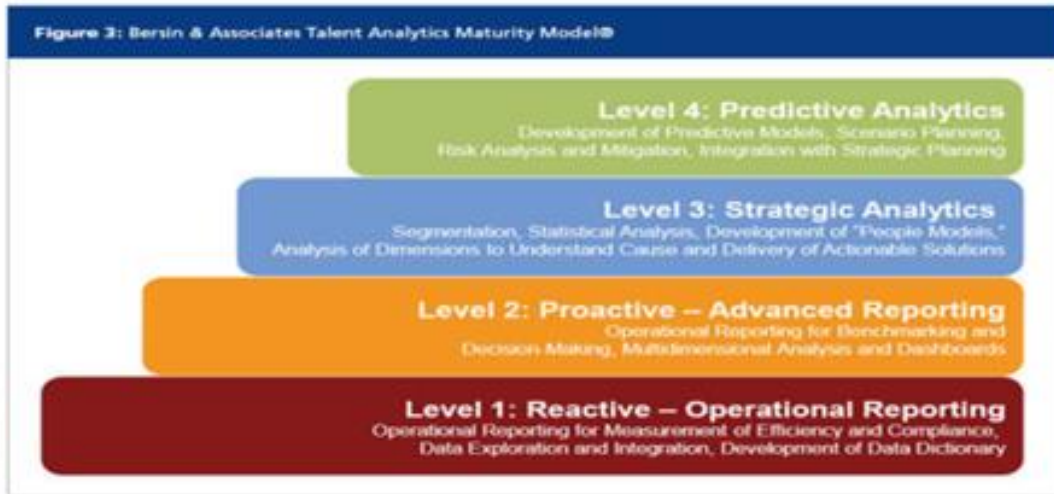 Figure 3: Bersin & Associates Talent Analytics Maturity Model®
Level 4: Predictive Analytics
Development of Predictive Models, Scenario Planning,
Risk Analysis and Mitigation, Integration with Strategic Planning
Level 3: Strategic Analytics
Segmentation, Statistical Analysis, Development of "People Models,"
Analysis of Dimensions to Understand Cause and Delivery of Actionable Solutions
Level 2: Proactive – Advanced Reporting
Operational Reporting for Benchmarking and
Decision Making, Multidimensional Analysis and Dashboards
Level 1: Reactive – Operational Reporting
Operational Reporting for Measurement of Efficiency and Compliance,
Data Exploration and Integration, Development of Data Dictionary